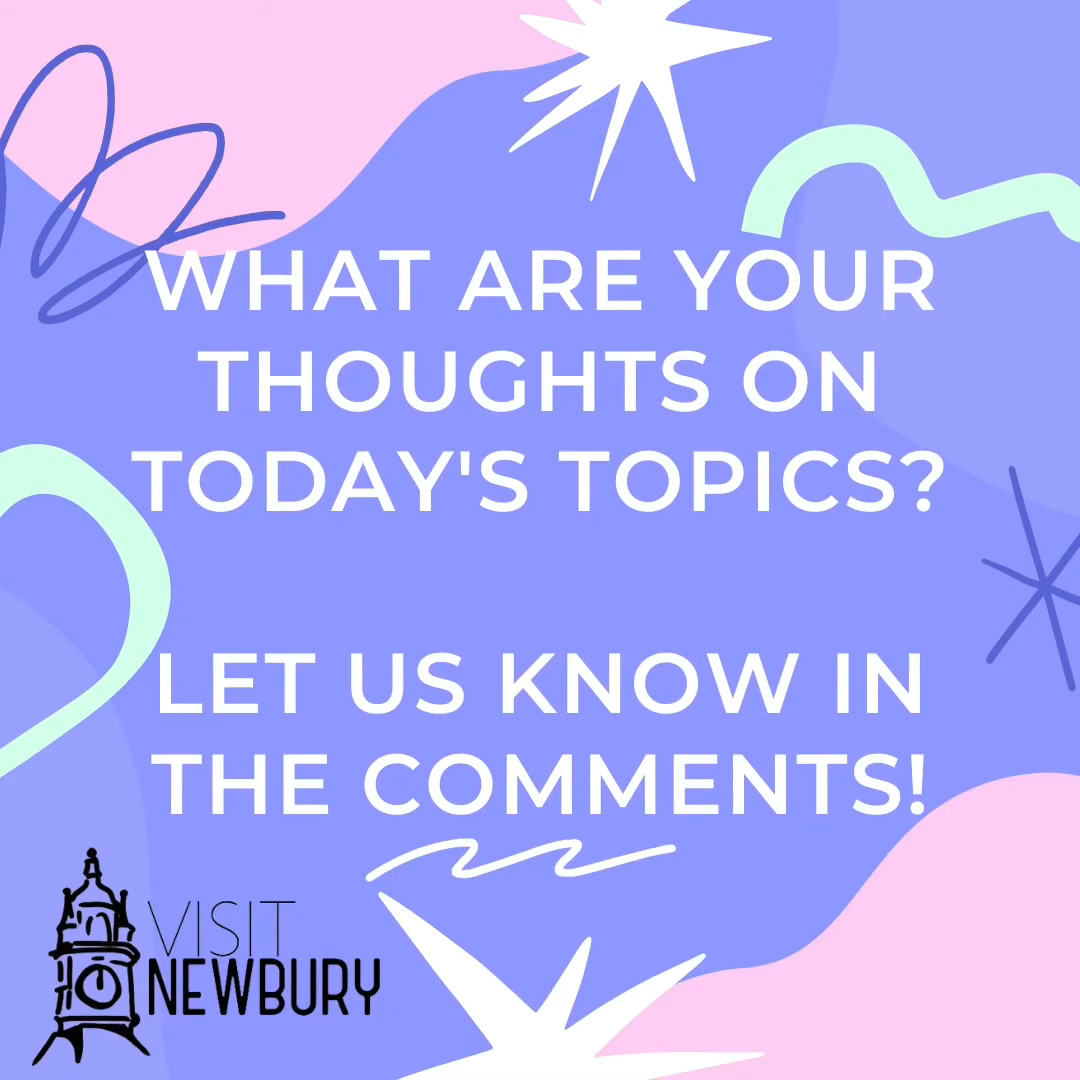 WHAT ARE YOUR
THOUGHTS ON
TODAY'S TOPICS?
LET US KNOW IN
THE COMMENTS!
VISIT
NEWBURY